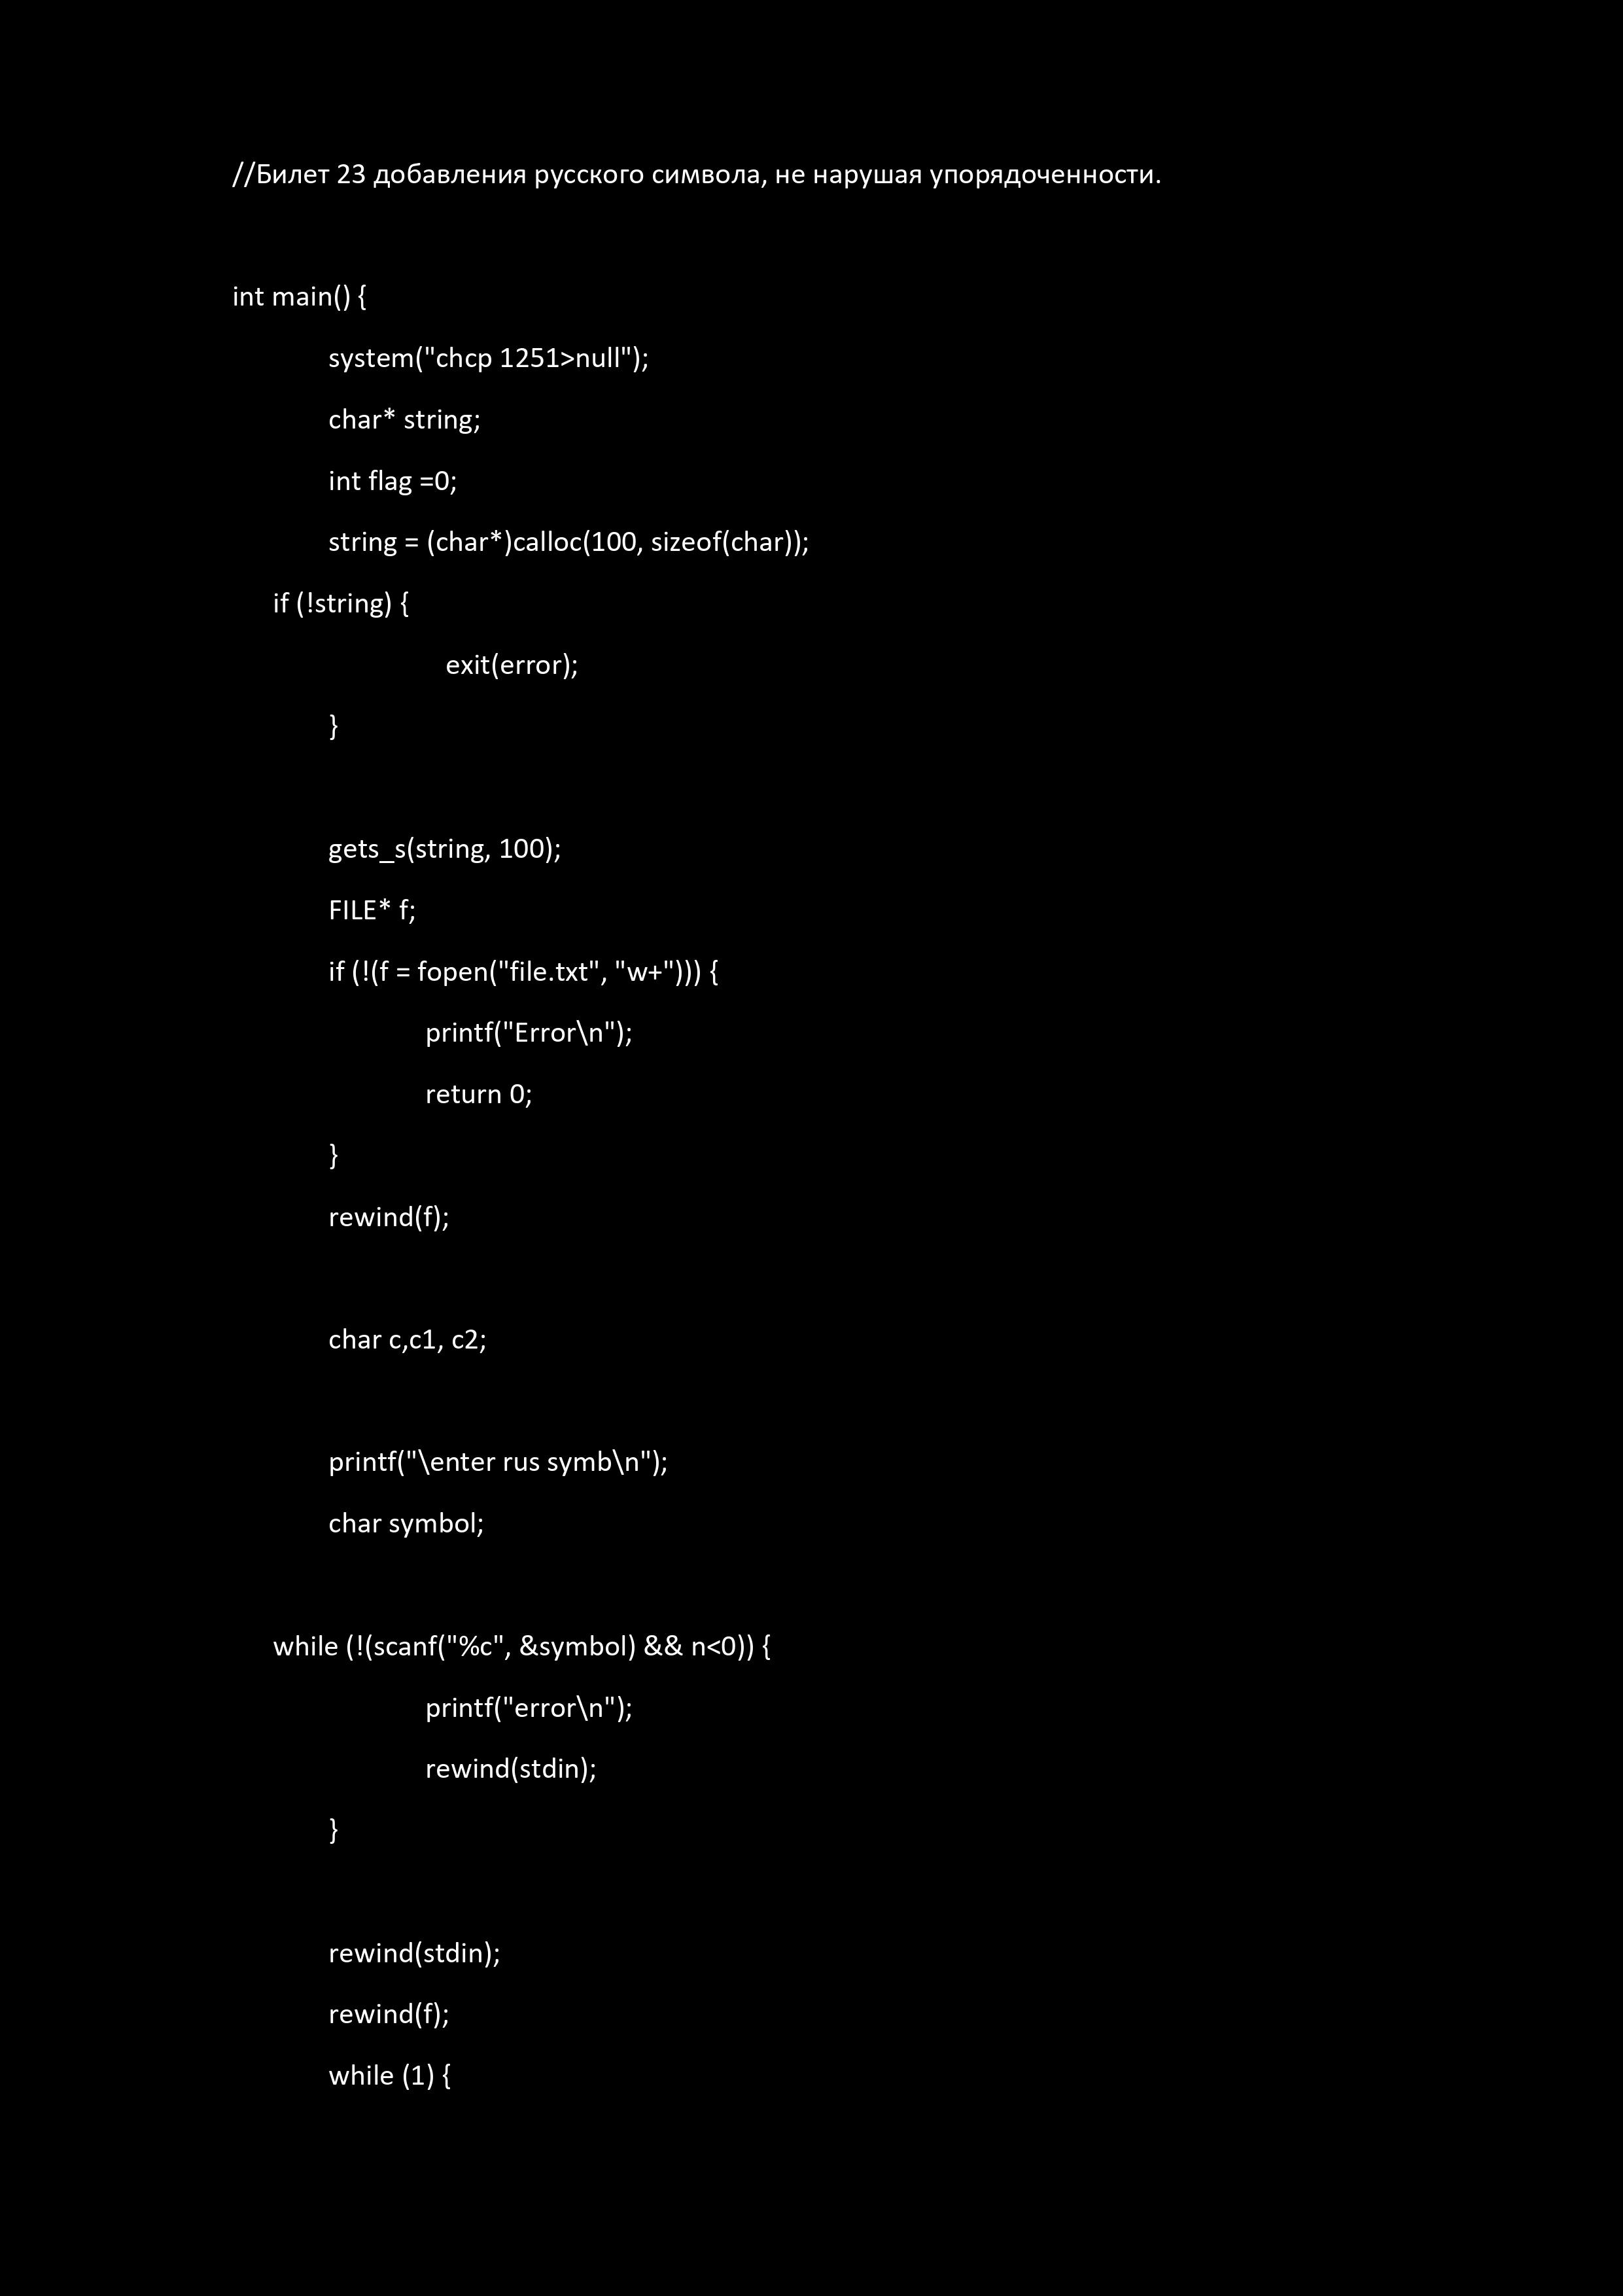 //Билет 23 добавления русского символа, не нарушая упорядоченности.
int main() {
system("chcp 1251>null");
char* string;
int flag =0;
string = (char*)calloc(100, sizeof(char));
if (!string) {
exit(error);
}
gets_s(string, 100);
FILE* f;
if (!(f = fopen("file.txt", "w+"))) {
printf("Error\n");
return 0;
}
rewind(f);
char c,c1, c2;
printf("\enter rus symb\n");
char symbol;
while (!(scanf("%c", &symbol) && n<0)) {
printf("error\n");
rewind(stdin);
}
rewind(stdin);
rewind(f);
while (1) {